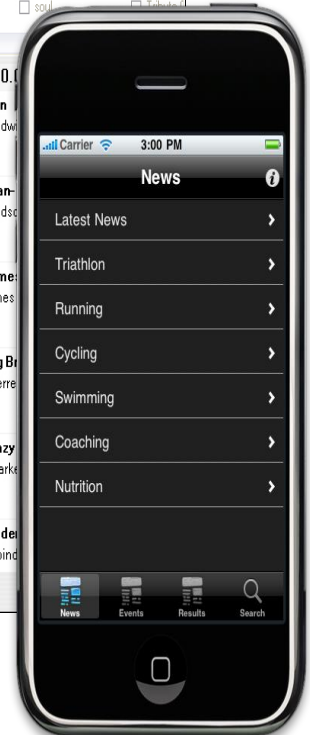 Carrier 3:00 PM
News
Latest News
Triathlon
Running
Cycling
Swimming
Coaching
Nutrition
News Events Results Search